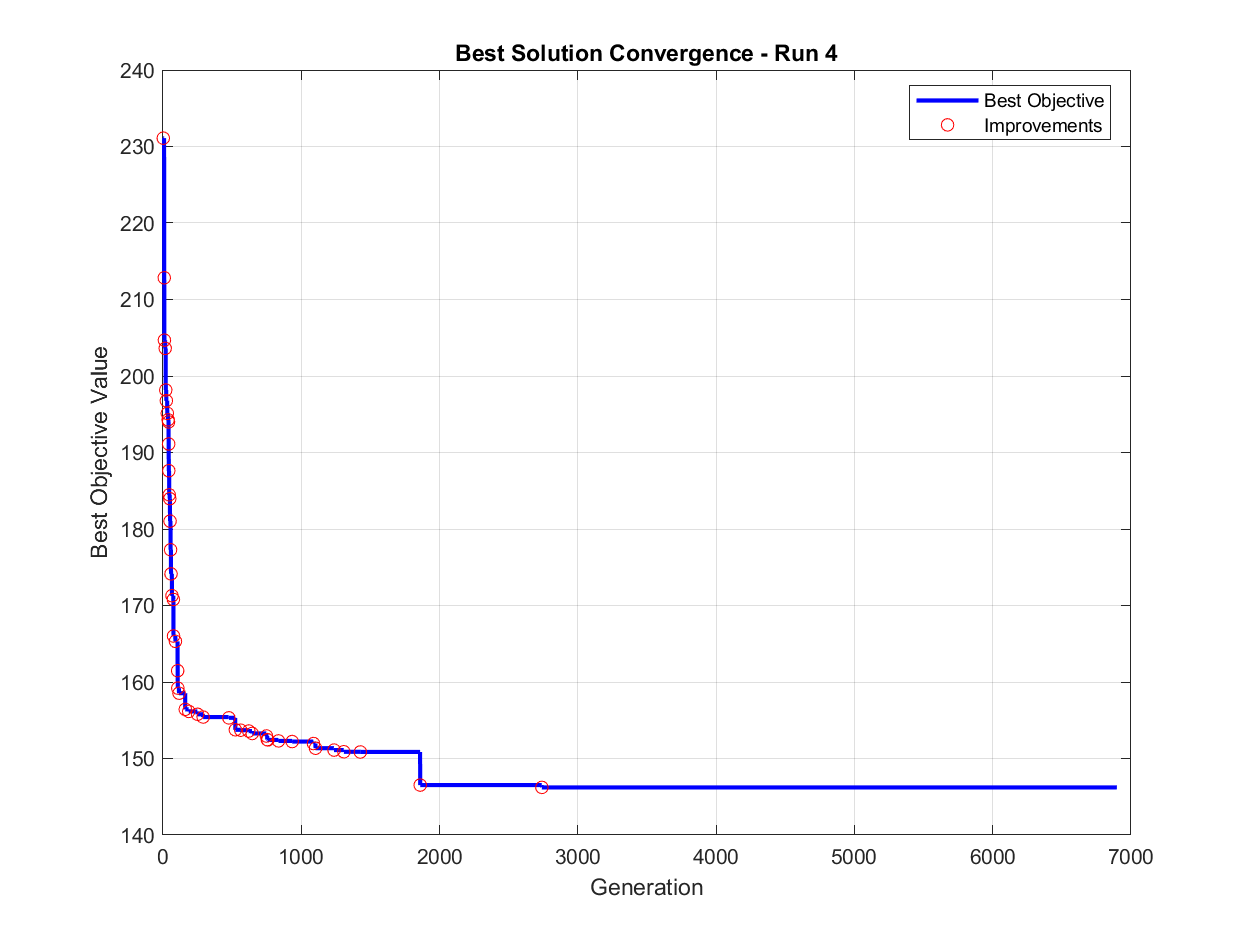 Best Solution Convergence - Run 4
240
230
220
210
200
190
180
170
160
150
140
Best Objective Value
Best Objective
Improvements
0 1000 2000 3000 4000 5000 6000 7000
Generation